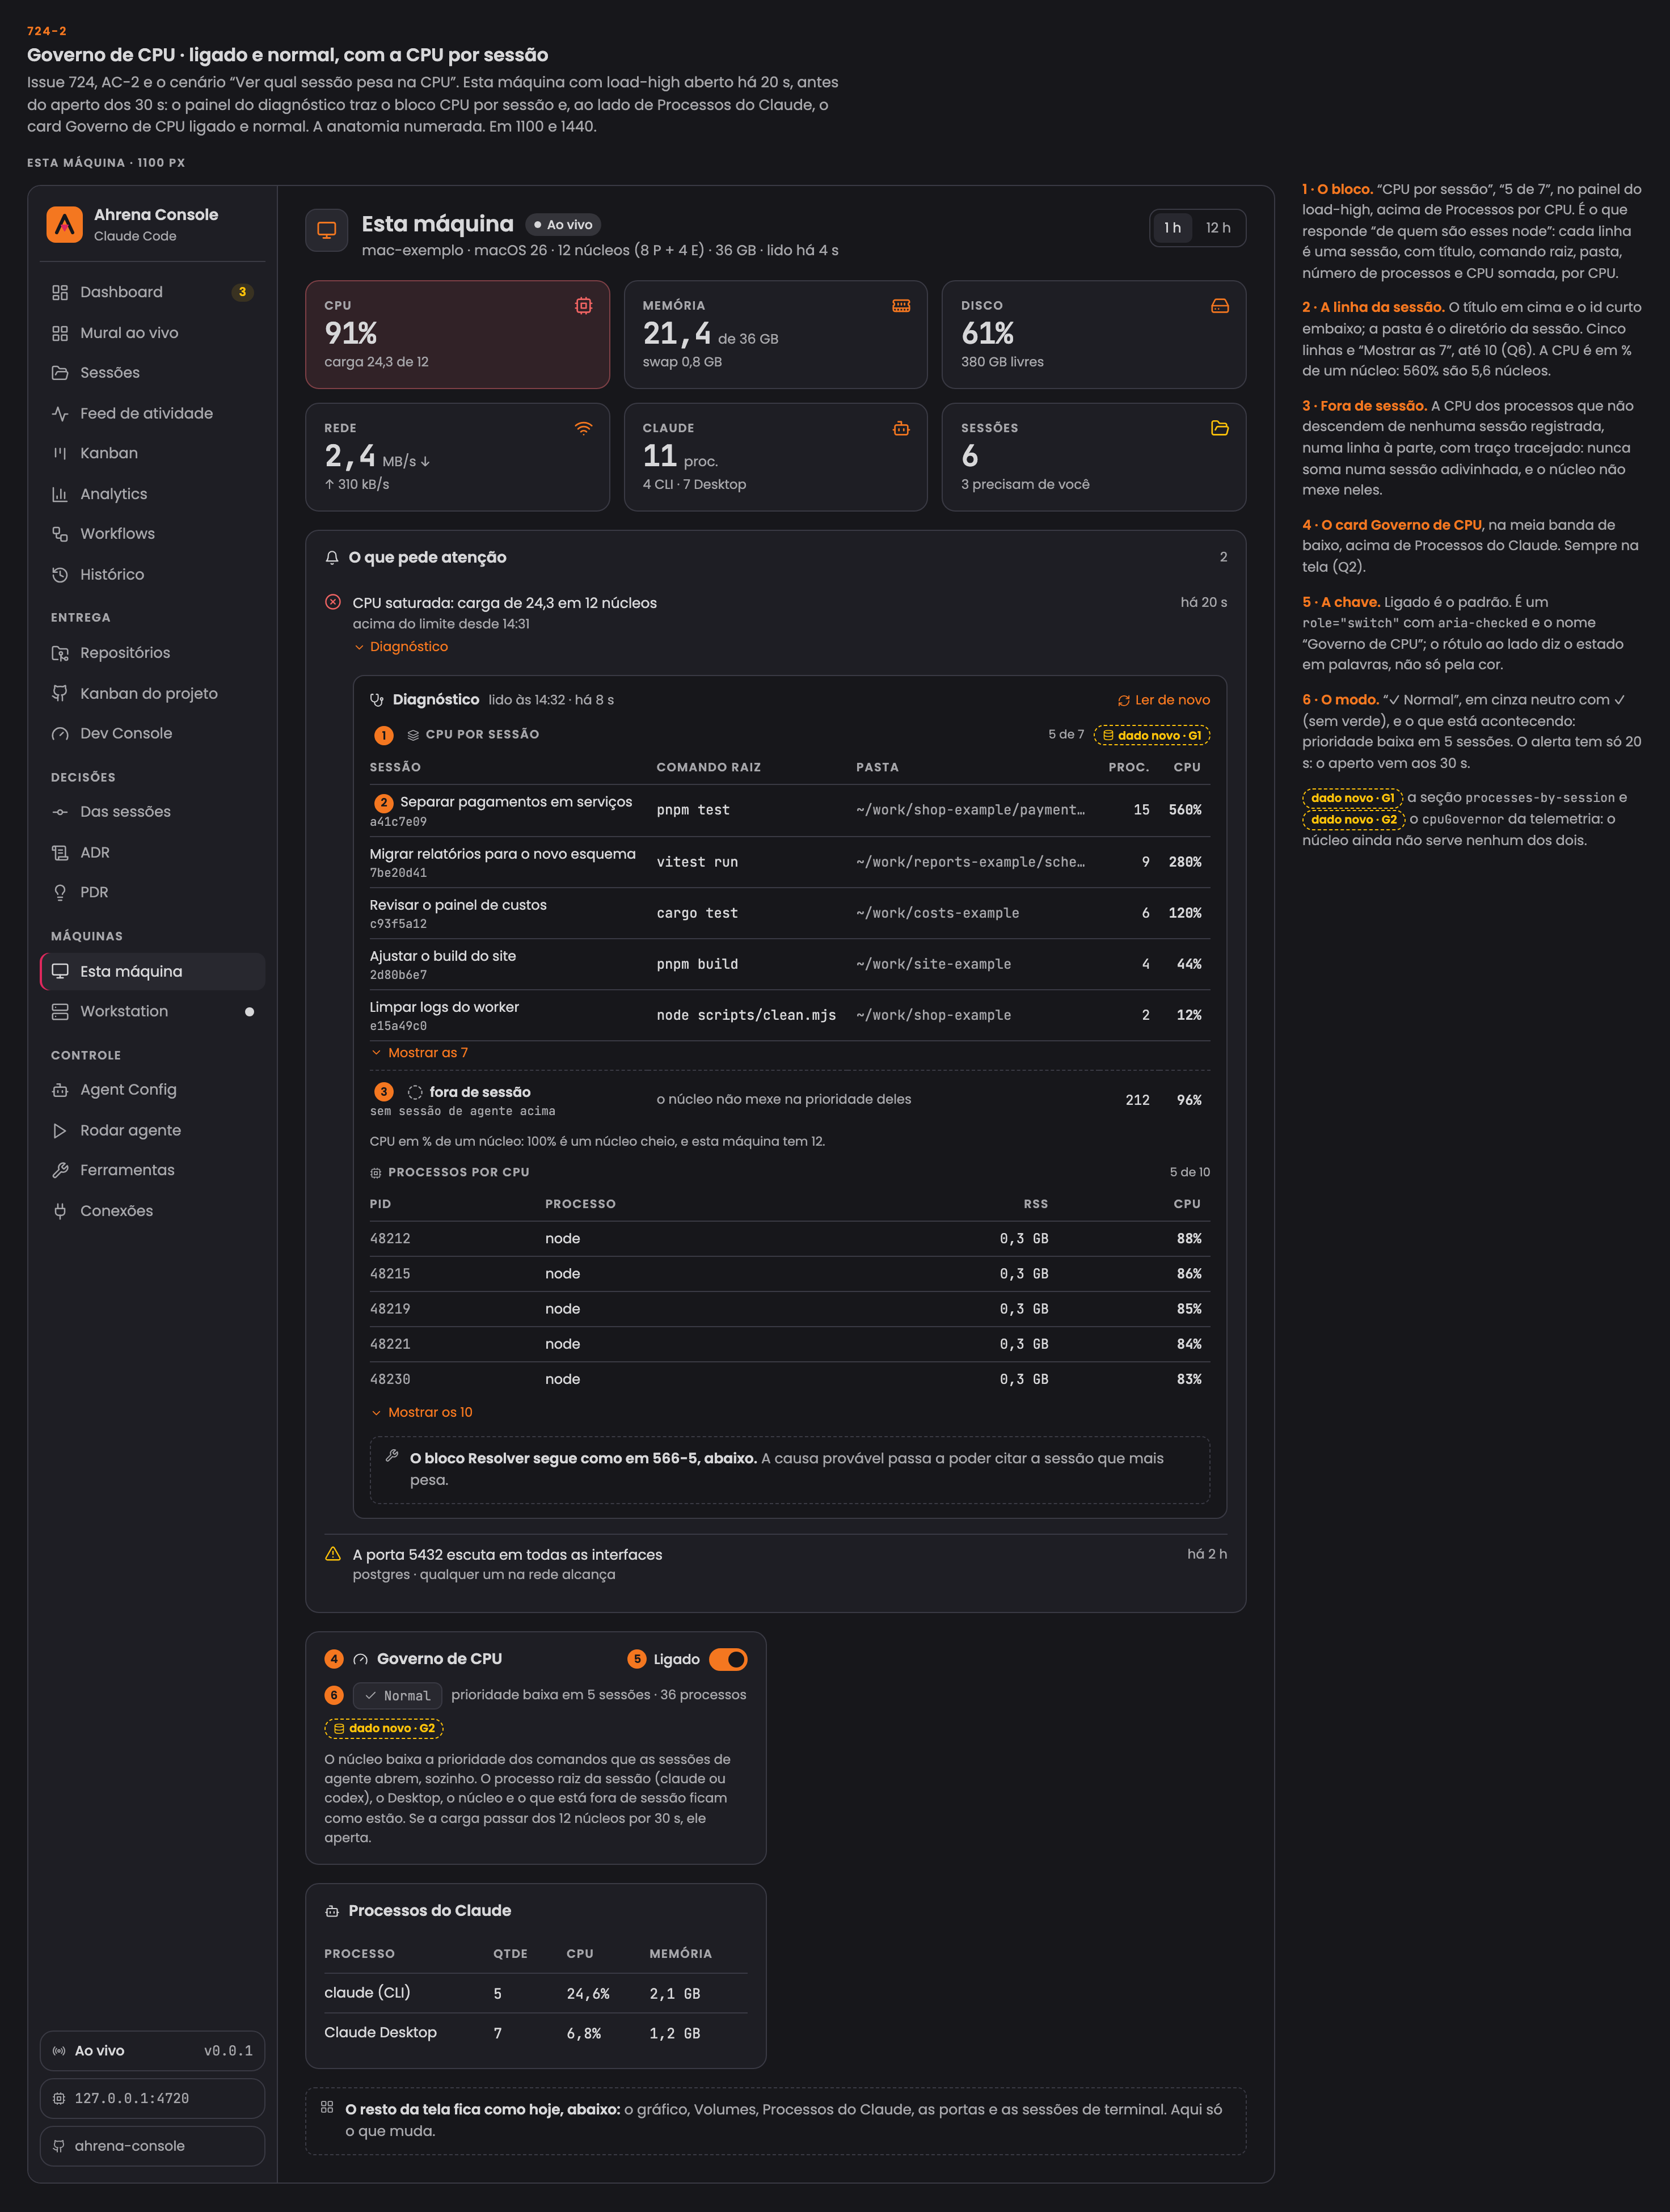 724-2
Governo de CPU · ligado e normal, com a CPU por sessão
Issue 724, AC-2 e o cenário “Ver qual sessão pesa na CPU”. Esta máquina com load-high aberto há 20 s, antes
do aperto dos 30 s: o painel do diagnóstico traz o bloco CPU por sessão e, ao lado de Processos do Claude, o
card Governo de CPU ligado e normal. A anatomia numerada. Em 1100 e 1440.
ESTA MÁQUINA · 1100 PX
Ahrena Console
Claude Code
Dashboard 3
Mural ao vivo
Sessões
Feed de atividade
Kanban
Analytics
Workflows
Histórico
ENTREGA
Repositórios
Kanban do projeto
Dev Console
DECISÕES
Das sessões
ADR
PDR
MÁQUINAS
Esta máquina
Workstation
CONTROLE
Agent Config
Rodar agente
Ferramentas
Conexões
Ao vivo v0.0.1
127.0.0.1:4720
ahrena-console
Esta máquina Ao vivo
mac-exemplo · macOS 26 · 12 núcleos (8 P + 4 E) · 36 GB · lido há 4 s
1 h 12 h
CPU
91%
carga 24,3 de 12
MEMÓRIA
21,4 de 36 GB
swap 0,8 GB
DISCO
61%
380 GB livres
REDE
2,4 MB/s ↓
↑ 310 kB/s
CLAUDE
11 proc.
4 CLI · 7 Desktop
SESSÕES
6
3 precisam de você
O que pede atenção 2
CPU saturada: carga de 24,3 em 12 núcleos há 20 s
acima do limite desde 14:31
Diagnóstico
Diagnóstico lido às 14:32 · há 8 s Ler de novo
1 CPU POR SESSÃO 5 de 7 dado novo · G1
SESSÃO COMANDO RAIZ PASTA PROC. CPU
2 Separar pagamentos em serviços pnpm test ~/work/shop-example/payment… 15 560%
a41c7e09
Migrar relatórios para o novo esquema vitest run ~/work/reports-example/sche… 9 280%
7be20d41
Revisar o painel de custos cargo test ~/work/costs-example 6 120%
c93f5a12
Ajustar o build do site pnpm build ~/work/site-example 4 44%
2d80b6e7
Limpar logs do worker node scripts/clean.mjs ~/work/shop-example 2 12%
e15a49c0
Mostrar as 7
3 fora de sessão o núcleo não mexe na prioridade deles 212 96%
sem sessão de agente acima
CPU em % de um núcleo: 100% é um núcleo cheio, e esta máquina tem 12.
PROCESSOS POR CPU 5 de 10
PID PROCESSO RSS CPU
48212 node 0,3 GB 88%
48215 node 0,3 GB 86%
48219 node 0,3 GB 85%
48221 node 0,3 GB 84%
48230 node 0,3 GB 83%
Mostrar os 10
O bloco Resolver segue como em 566-5, abaixo. A causa provável passa a poder citar a sessão que mais
pesa.
A porta 5432 escuta em todas as interfaces há 2 h
postgres · qualquer um na rede alcança
4 Governo de CPU 5 Ligado
6 Normal prioridade baixa em 5 sessões · 36 processos
dado novo · G2
O núcleo baixa a prioridade dos comandos que as sessões de
agente abrem, sozinho. O processo raiz da sessão (claude ou
codex), o Desktop, o núcleo e o que está fora de sessão ficam
como estão. Se a carga passar dos 12 núcleos por 30 s, ele
aperta.
Processos do Claude
PROCESSO QTDE CPU MEMÓRIA
claude (CLI) 5 24,6% 2,1 GB
Claude Desktop 7 6,8% 1,2 GB
O resto da tela fica como hoje, abaixo: o gráfico, Volumes, Processos do Claude, as portas e as sessões de terminal. Aqui só
o que muda.
1 · O bloco. “CPU por sessão”, “5 de 7”, no painel do
load-high, acima de Processos por CPU. É o que
responde “de quem são esses node”: cada linha
é uma sessão, com título, comando raiz, pasta,
número de processos e CPU somada, por CPU.
2 · A linha da sessão. O título em cima e o id curto
embaixo; a pasta é o diretório da sessão. Cinco
linhas e “Mostrar as 7”, até 10 (Q6). A CPU é em %
de um núcleo: 560% são 5,6 núcleos.
3 · Fora de sessão. A CPU dos processos que não
descendem de nenhuma sessão registrada,
numa linha à parte, com traço tracejado: nunca
soma numa sessão adivinhada, e o núcleo não
mexe neles.
4 · O card Governo de CPU, na meia banda de
baixo, acima de Processos do Claude. Sempre na
tela (Q2).
5 · A chave. Ligado é o padrão. É um
role="switch" com aria-checked e o nome
“Governo de CPU”; o rótulo ao lado diz o estado
em palavras, não só pela cor.
6 · O modo. “✓ Normal”, em cinza neutro com ✓
(sem verde), e o que está acontecendo:
prioridade baixa em 5 sessões. O alerta tem só 20
s: o aperto vem aos 30 s.
dado novo · G1 a seção processes-by-session e
dado novo · G2 o cpuGovernor da telemetria: o
núcleo ainda não serve nenhum dos dois.